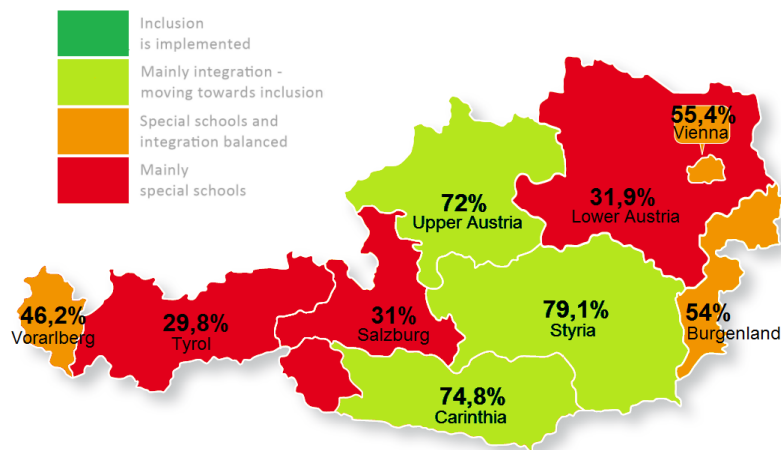 Inclusion
is implemented
Mainly integration -
moving towards inclusion
Special schools and
integration balanced
Mainly
special schools
55,4%
Vienna
72%
Upper Austria
31,9%
Lower Austria
46,2%
Vorarlberg
29,8%
Tyrol
31%
Salzburg
79,1%
Styria
54%
Burgenland
74,8%
Carinthia